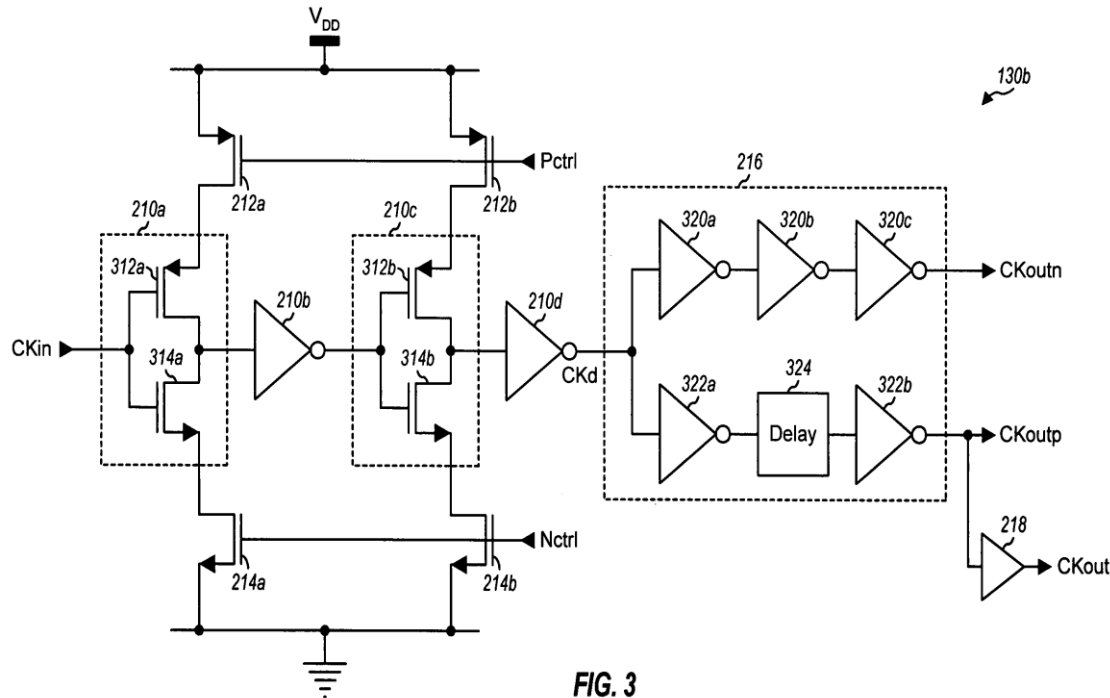 VDD
130b
Pctrl
212a
212b
216
210a
210c
320a
320b
320c
312a
312b
CKoutn
210b
210d
CKin
314a
314b
CKd
322a
324
322b
Delay
CKoutp
218
Nctrl
214a
214b
CKout
FIG. 3